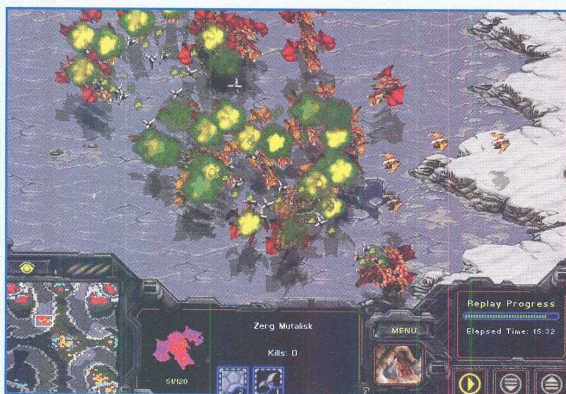 Replay Progress
Elapsed Time: 15:32
Zerg Mutalisk
MENU
Kills: 0
51/120